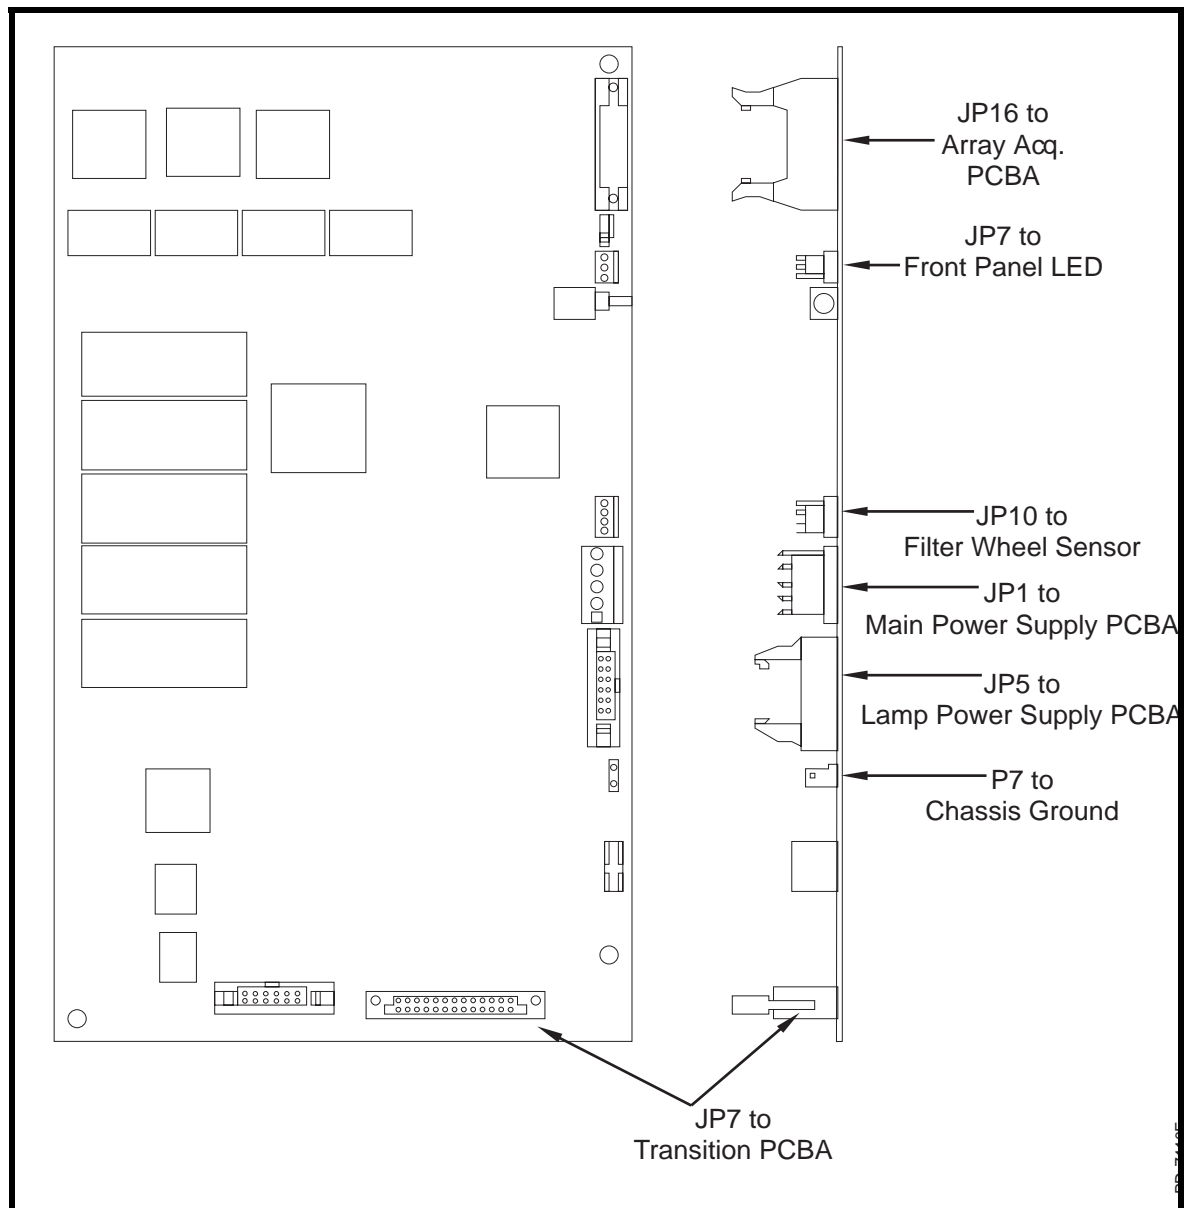 JP16 to
Array Acq.
PCBA
JP7 to
Front Panel LED
JP10 to
Filter Wheel Sensor
JP1 to
Main Power Supply PCBA
JP5 to
Lamp Power Supply PCBA
P7 to
Chassis Ground
JP7 to
Transition PCBA